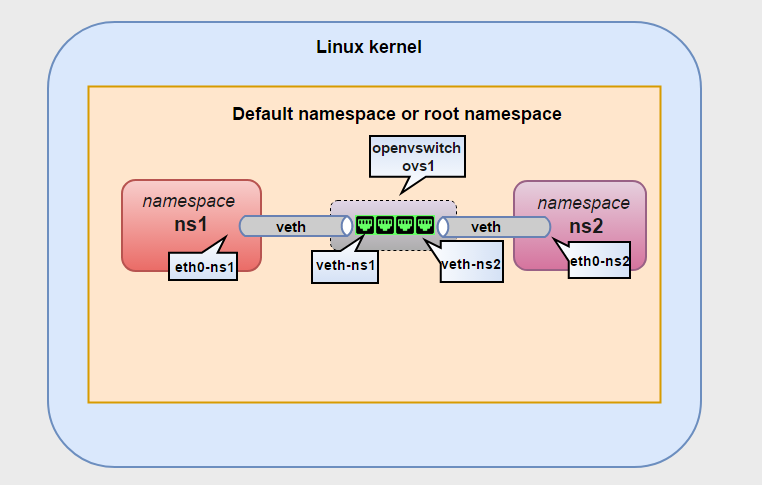 Linux kernel
Default namespace or root namespace
openvswitch
ovs1
namespace
ns1
veth
veth
namespace
ns2
eth0-ns1
veth-ns1
veth-ns2
eth0-ns2